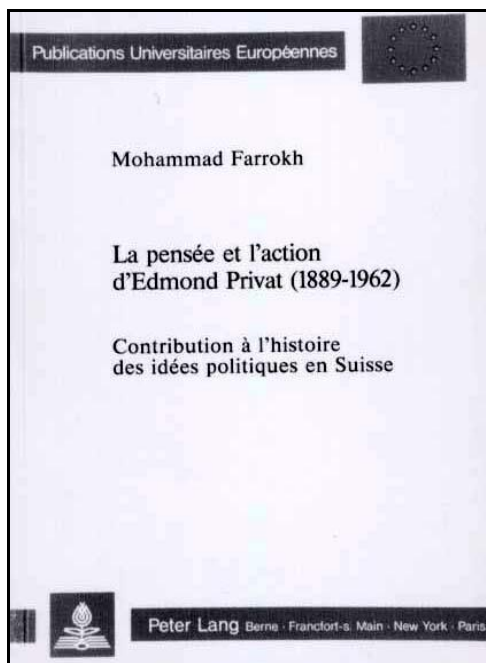 Publications Universitaires Européennes
Mohammad Farrokh
La pensée et l'action
d'Edmond Privat (1889-1962)
Contribution à l'histoire
des idées politiques en Suisse
Peter Lang Berne · Francfort-s. Main · New York · Paris